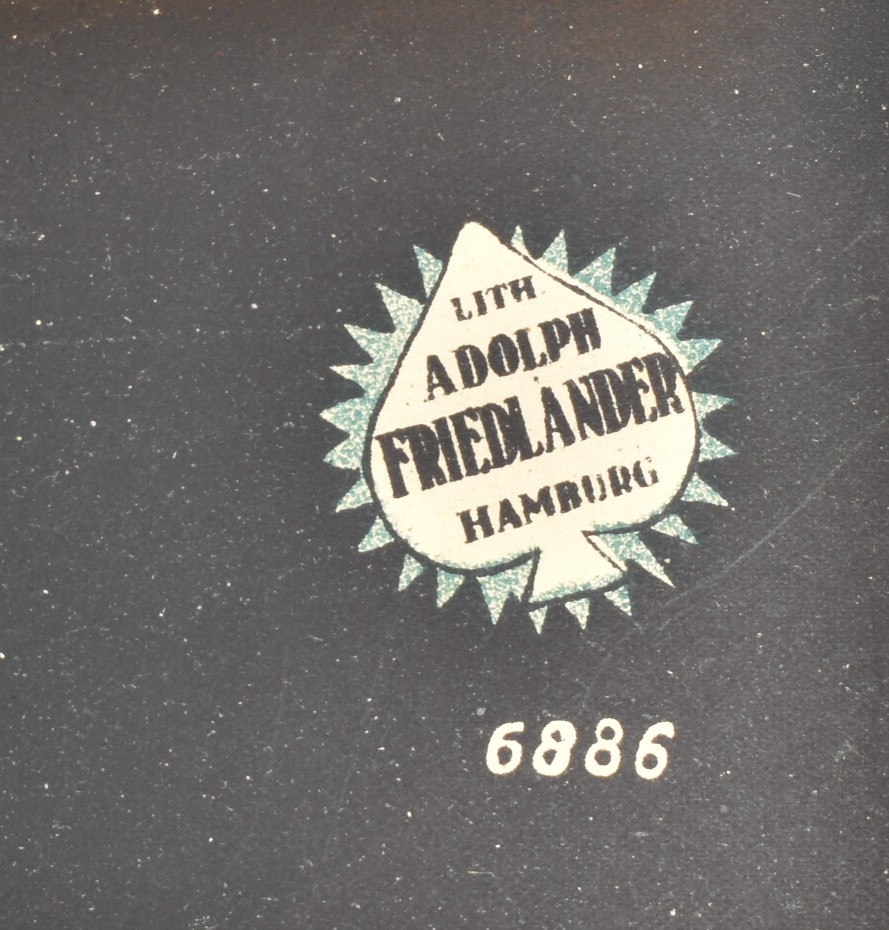 LITH
ADOLPH
FRIEDLANDER
HAMBURG
6886